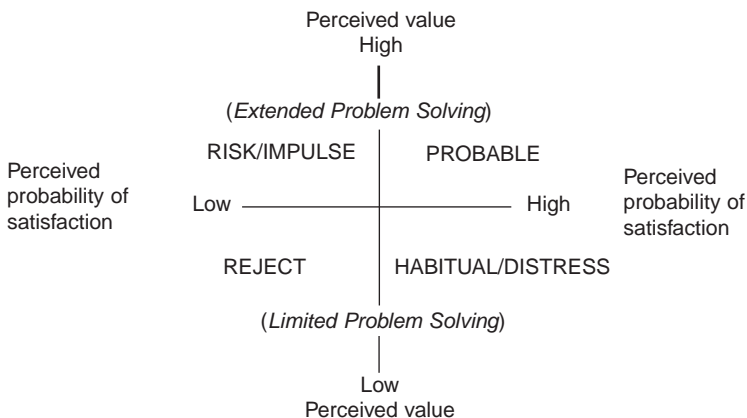 Perceived value
High
(Extended Problem Solving)
RISK/IMPULSE PROBABLE
Perceived
probability of
satisfaction
Low
High
Perceived
probability of
satisfaction
REJECT HABITUAL/DISTRESS
(Limited Problem Solving)
Low
Perceived value